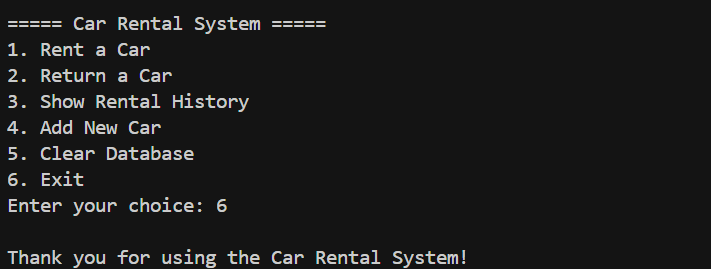 ===== Car Rental System =====
1. Rent a Car
2. Return a Car
3. Show Rental History
4. Add New Car
5. Clear Database
6. Exit
Enter your choice: 6
Thank you for using the Car Rental System!